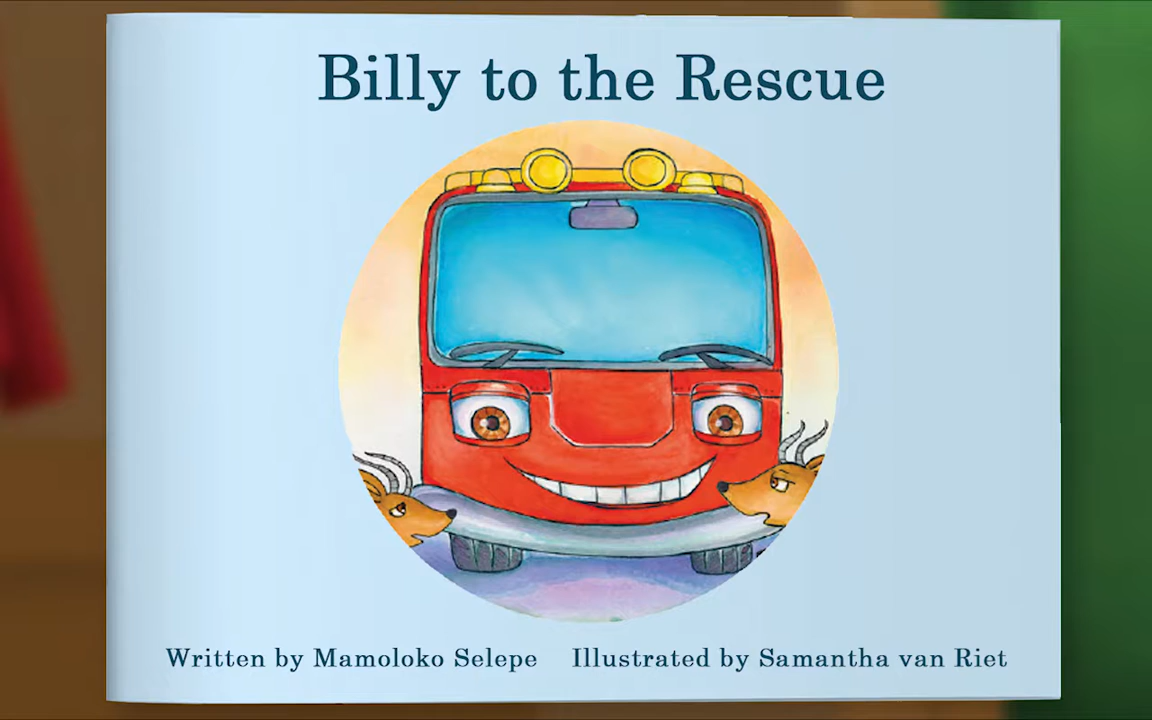 Billy to the Rescue
Written by Mamoloko Selepe Illustrated by Samantha van Riet